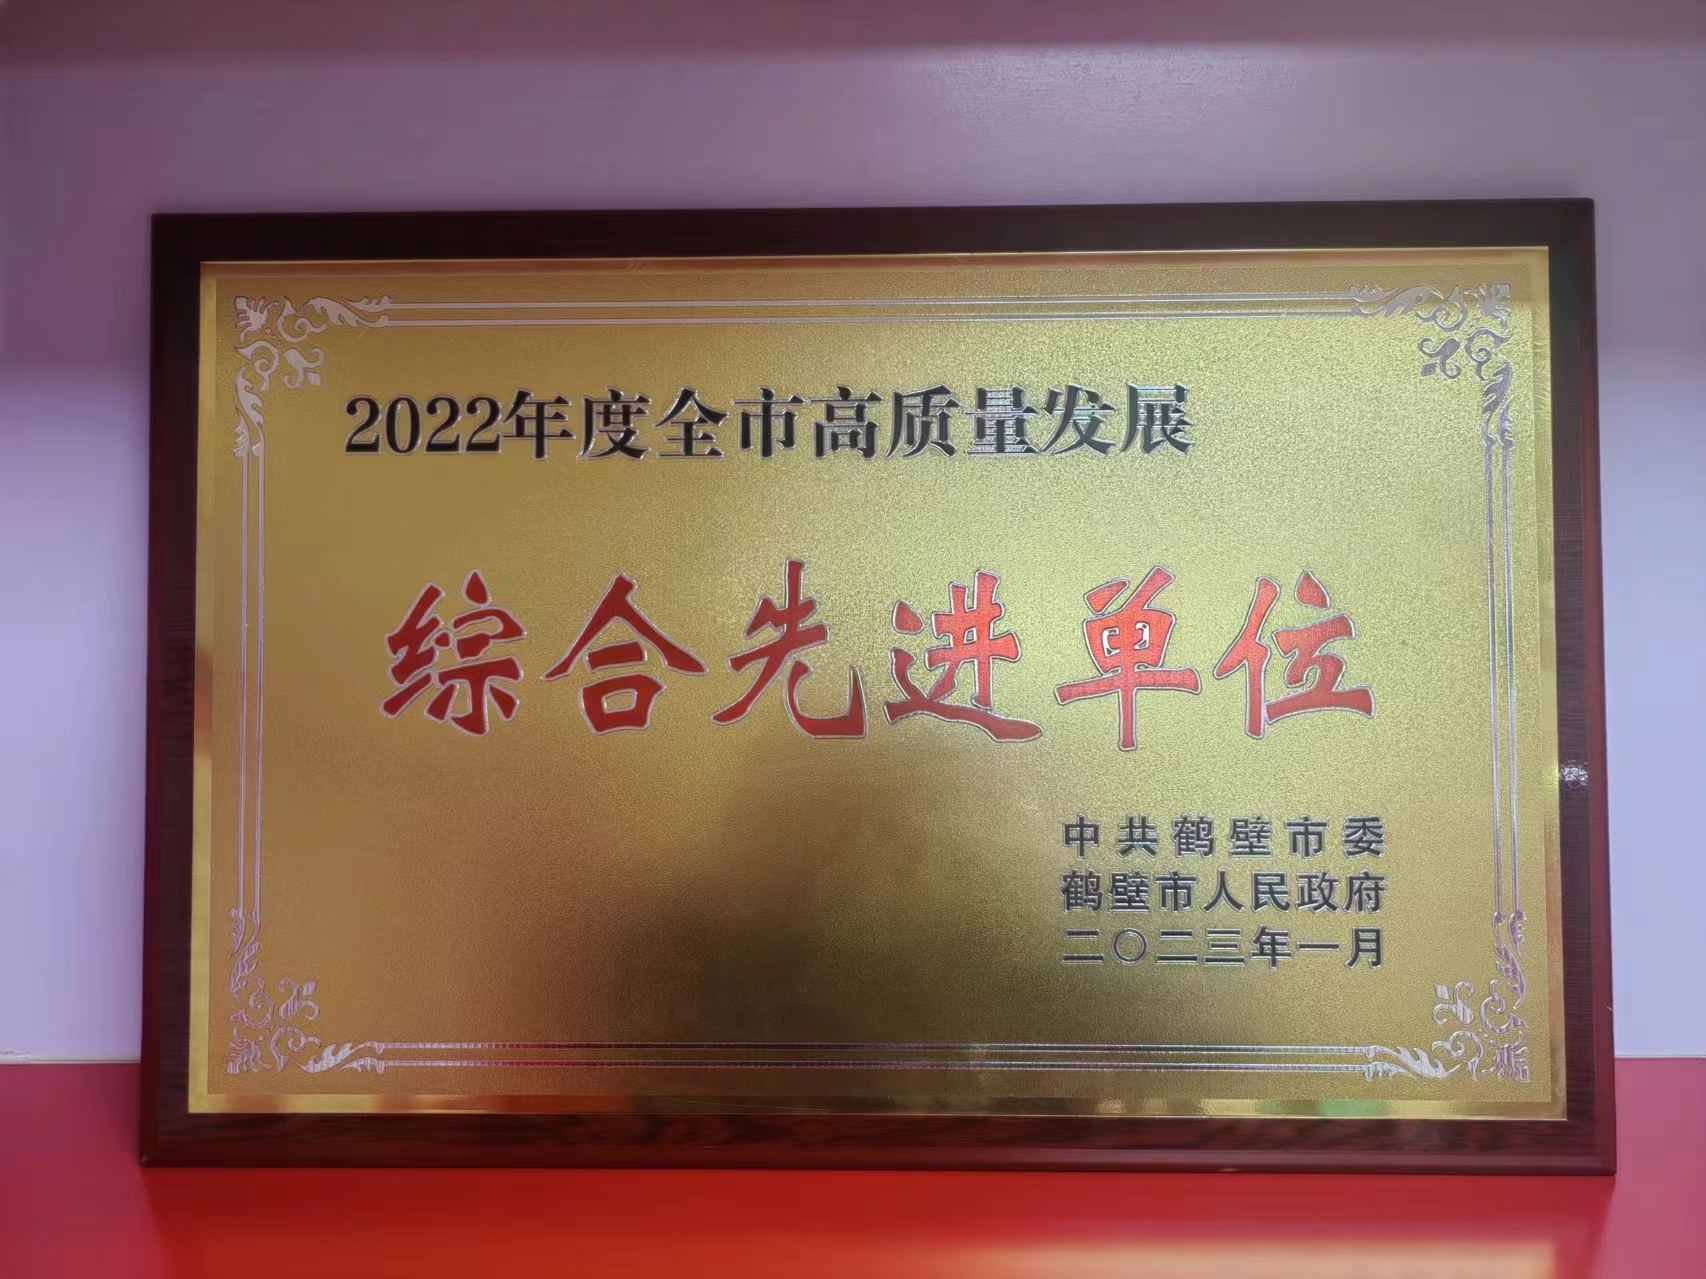 2022年度全市高质量发展
综合先进单位
中共鹤壁市委
鹤壁市人民政府
二〇二三年一月